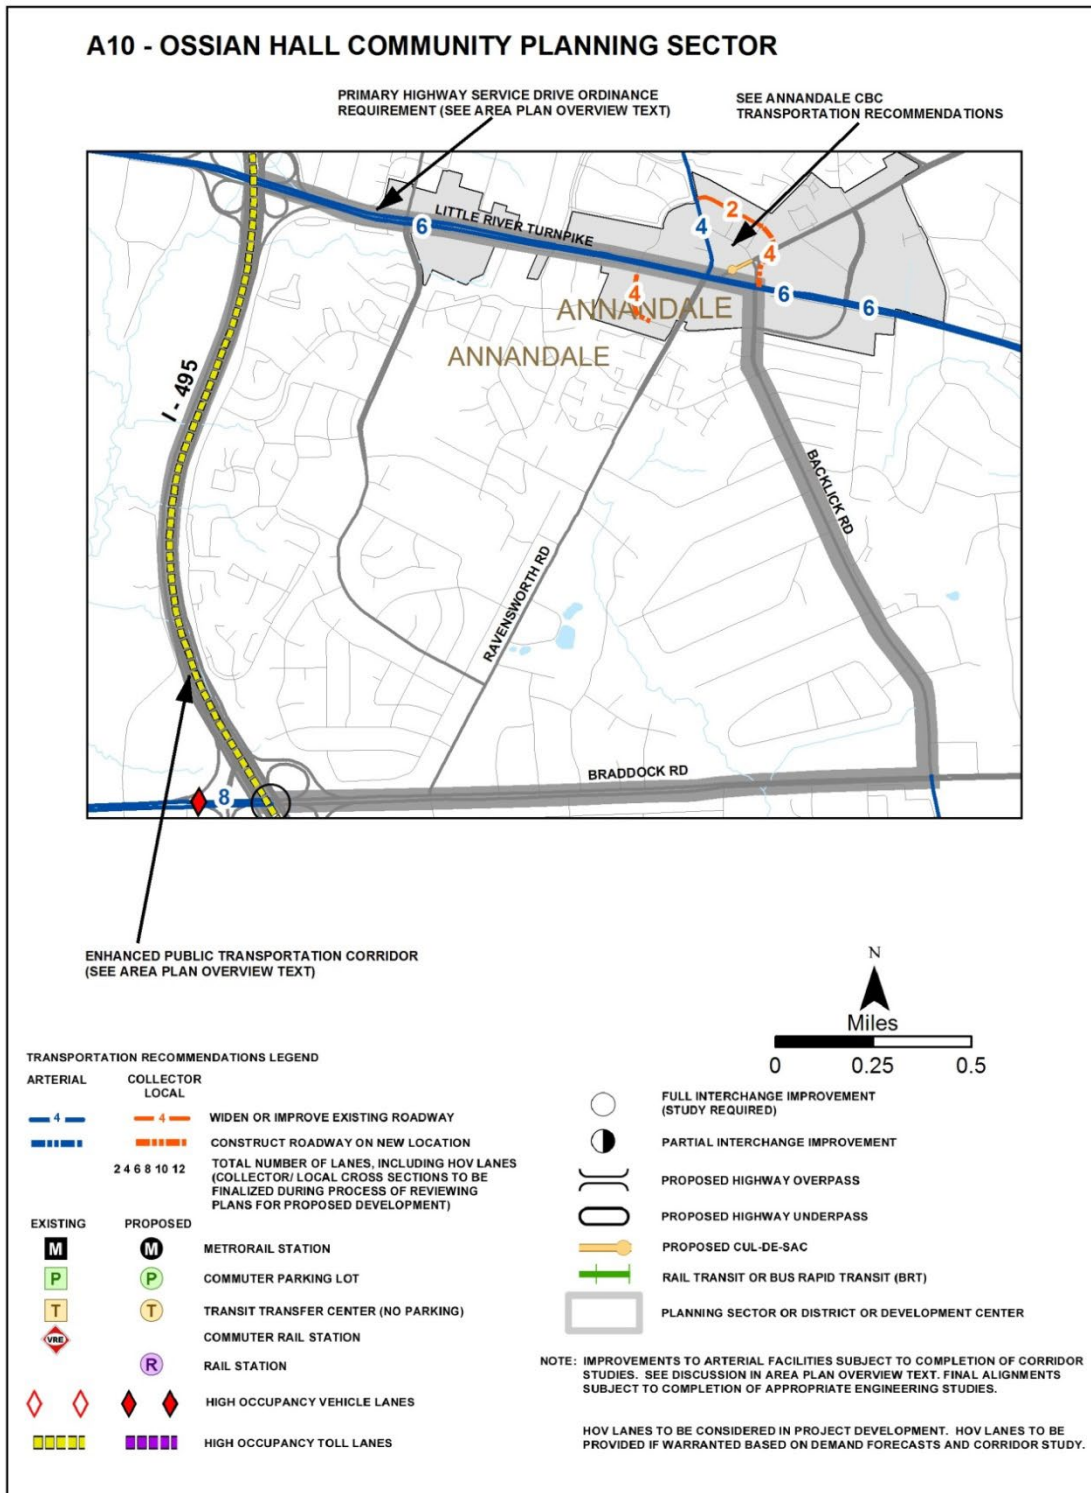 A10 - OSSIAN HALL COMMUNITY PLANNING SECTOR
PRIMARY HIGHWAY SERVICE DRIVE ORDINANCE
REQUIREMENT (SEE AREA PLAN OVERVIEW TEXT)
SEE ANNANDALE CBC
TRANSPORTATION RECOMMENDATIONS
LITTLE RIVER TURNPIKE
6
4
2
4
6
6
4
ANNANDALE
ANNANDALE
I - 495
BACKLICK RD
RAVENSWORTH RD
BRADDOCK RD
8
ENHANCED PUBLIC TRANSPORTATION CORRIDOR
(SEE AREA PLAN OVERVIEW TEXT)
N
Miles
0 0.25 0.5
TRANSPORTATION RECOMMENDATIONS LEGEND
ARTERIAL
COLLECTOR
LOCAL
4 4 WIDEN OR IMPROVE EXISTING ROADWAY
CONSTRUCT ROADWAY ON NEW LOCATION
2 4 6 8 10 12 TOTAL NUMBER OF LANES, INCLUDING HOV LANES
(COLLECTOR/ LOCAL CROSS SECTIONS TO BE
FINALIZED DURING PROCESS OF REVIEWING
PLANS FOR PROPOSED DEVELOPMENT)
EXISTING PROPOSED
M M METRORAIL STATION
P P COMMUTER PARKING LOT
T T TRANSIT TRANSFER CENTER (NO PARKING)
VRE COMMUTER RAIL STATION
R RAIL STATION
HIGH OCCUPANCY VEHICLE LANES
HIGH OCCUPANCY TOLL LANES
FULL INTERCHANGE IMPROVEMENT
(STUDY REQUIRED)
PARTIAL INTERCHANGE IMPROVEMENT
PROPOSED HIGHWAY OVERPASS
PROPOSED HIGHWAY UNDERPASS
PROPOSED CUL-DE-SAC
RAIL TRANSIT OR BUS RAPID TRANSIT (BRT)
PLANNING SECTOR OR DISTRICT OR DEVELOPMENT CENTER
NOTE: IMPROVEMENTS TO ARTERIAL FACILITIES SUBJECT TO COMPLETION OF CORRIDOR
STUDIES. SEE DISCUSSION IN AREA PLAN OVERVIEW TEXT. FINAL ALIGNMENTS
SUBJECT TO COMPLETION OF APPROPRIATE ENGINEERING STUDIES.
HOV LANES TO BE CONSIDERED IN PROJECT DEVELOPMENT. HOV LANES TO BE
PROVIDED IF WARRANTED BASED ON DEMAND FORECASTS AND CORRIDOR STUDY.